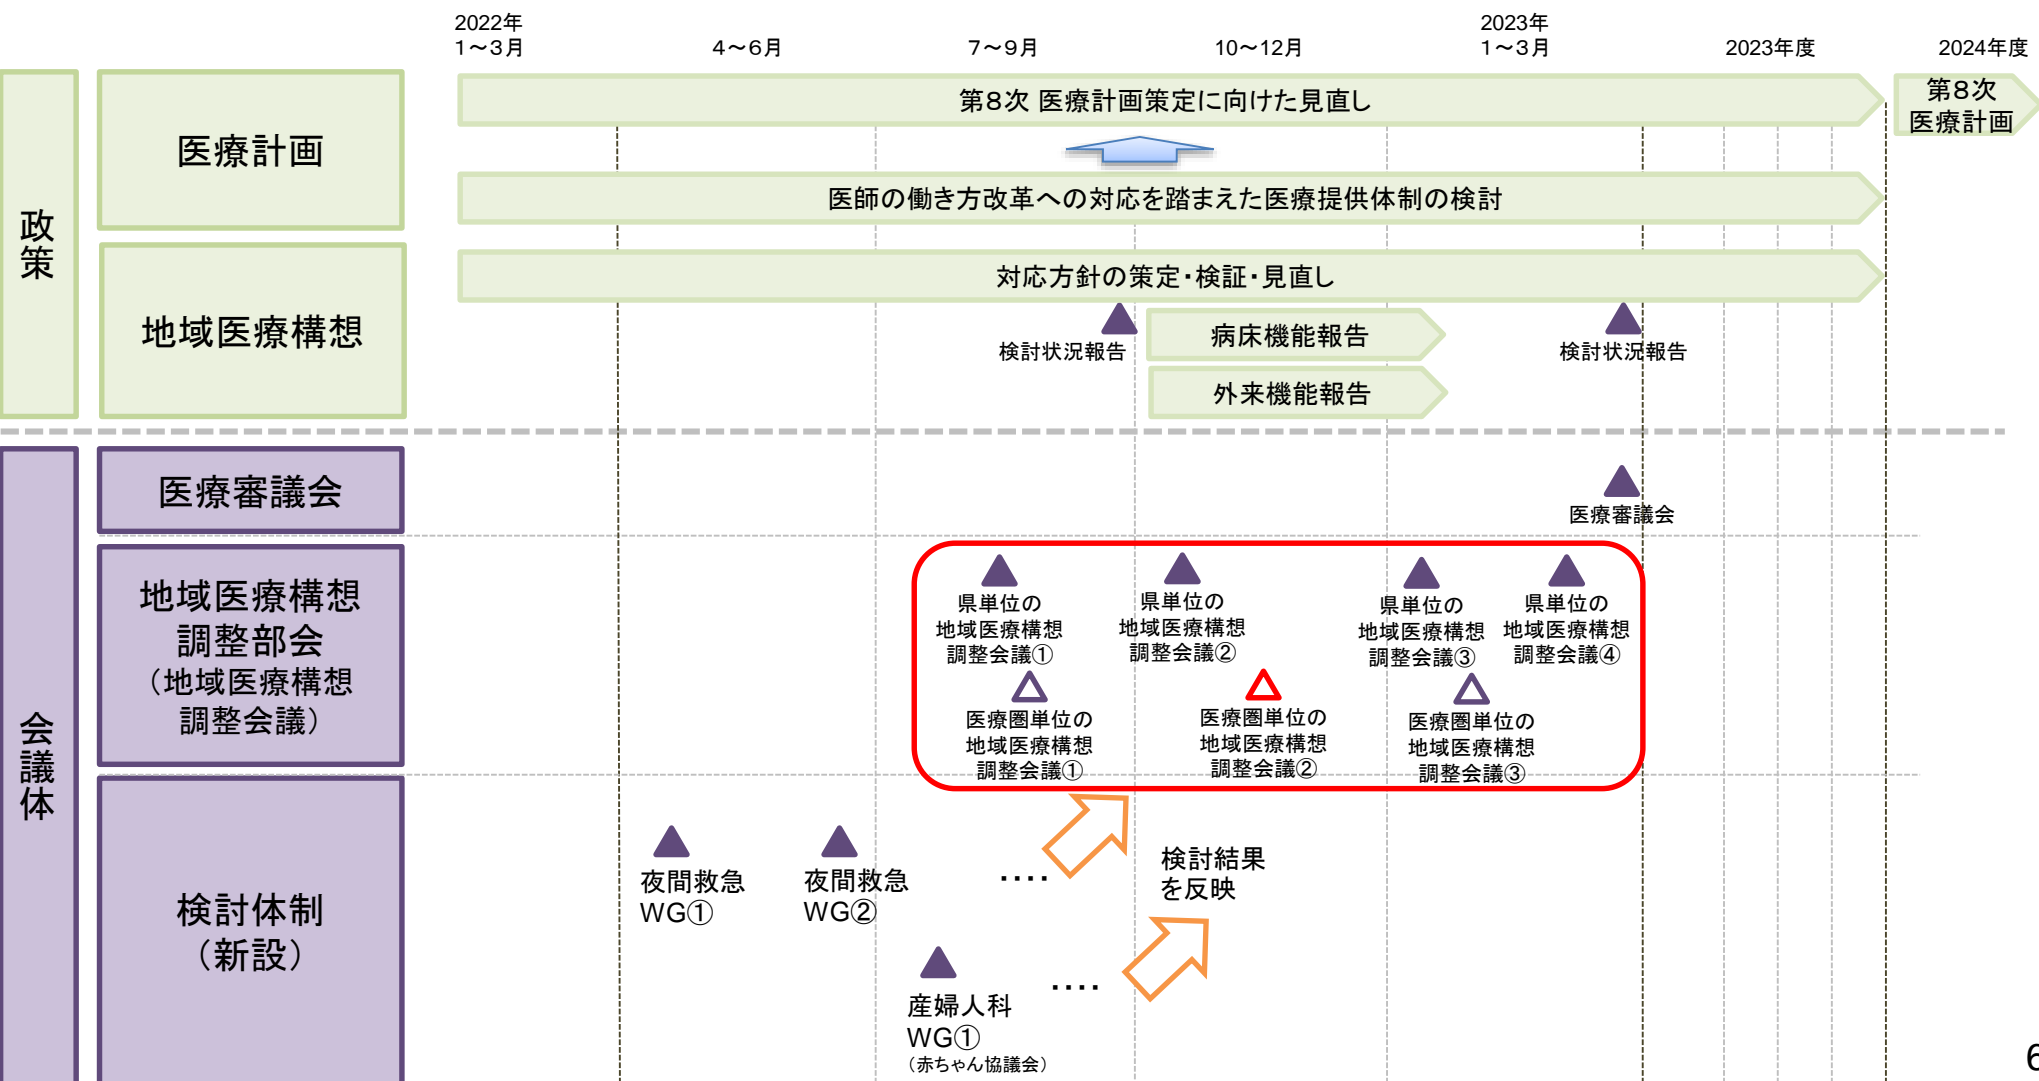 2022年
1～3月
4～6月
7～9月
10～12月
2023年
1～3月
2023年度
2024年度
政策
医療計画
第8次 医療計画策定に向けた見直し
第8次
医療計画
医師の働き方改革への対応を踏まえた医療提供体制の検討
地域医療構想
対応方針の策定・検証・見直し
検討状況報告
病床機能報告
外来機能報告
検討状況報告
会議体
医療審議会
医療審議会
地域医療構想
調整部会
（地域医療構想
調整会議）
県単位の
地域医療構想
調整会議①
県単位の
地域医療構想
調整会議②
県単位の
地域医療構想
調整会議③
県単位の
地域医療構想
調整会議④
医療圏単位の
地域医療構想
調整会議①
医療圏単位の
地域医療構想
調整会議②
医療圏単位の
地域医療構想
調整会議③
検討体制
（新設）
夜間救急
WG①
夜間救急
WG②
‥‥
検討結果
を反映
産婦人科
WG①
（赤ちゃん協議会）
‥‥
6